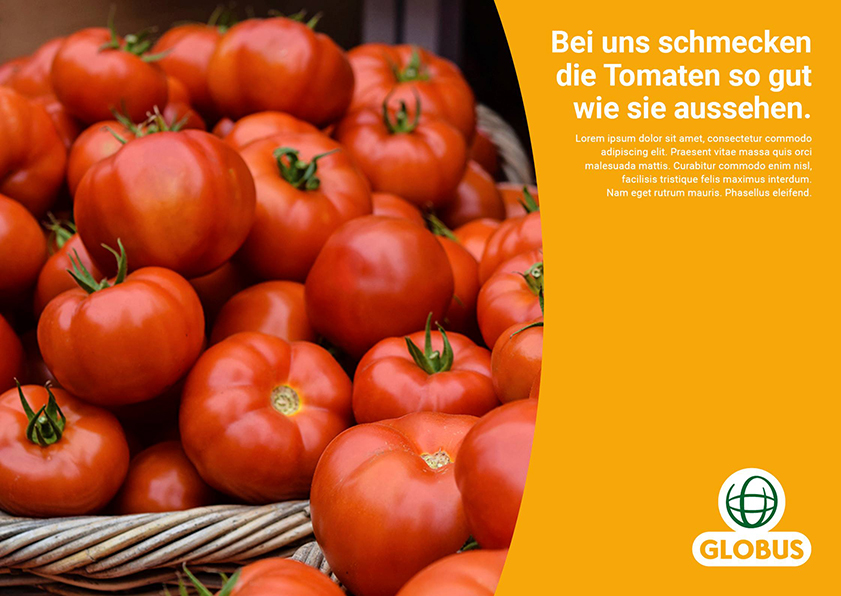 Bei uns schmecken
die Tomaten so gut
wie sie aussehen.
Lorem ipsum dolor sit amet, consectetur commodo
adipiscing elit. Praesent vitae massa quis orci
malesuada mattis. Curabitur commodo enim nisl,
facilisis tristique felis maximus interdum.
Nam eget rutrum mauris. Phasellus eleifend.
GLOBUS